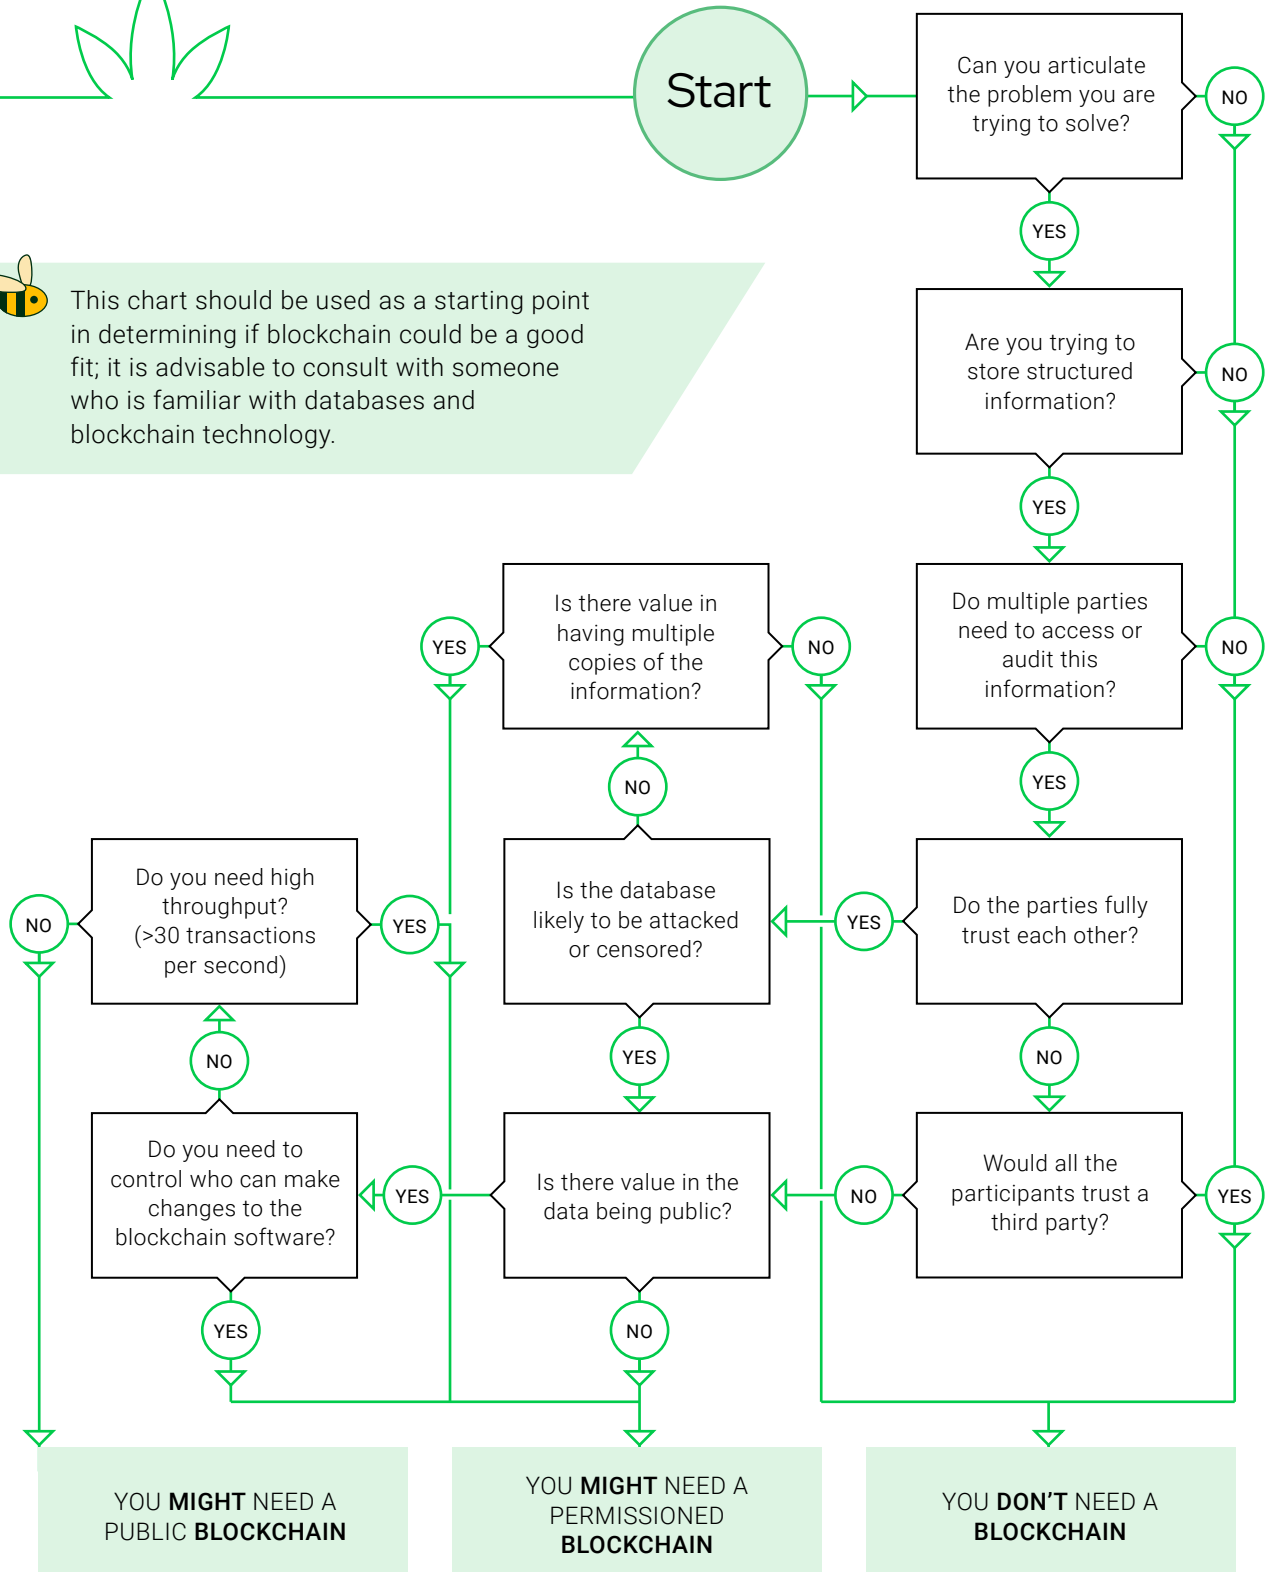 Start
Can you articulate
the problem you are
trying to solve?
NO
YES
This chart should be used as a starting point
in determining if blockchain could be a good
fit; it is advisable to consult with someone
who is familiar with databases and
blockchain technology.
Are you trying to
store structured
information?
NO
YES
Is there value in
having multiple
copies of the
information?
YES
NO
Do multiple parties
need to access or
audit this
information?
NO
YES
NO
Do you need high
throughput?
(>30 transactions
per second)
NO
YES
Is the database
likely to be attacked
or censored?
YES
Do the parties fully
trust each other?
NO
YES
NO
Do you need to
control who can make
changes to the
blockchain software?
YES
Is there value in the
data being public?
NO
Would all the
participants trust a
third party?
YES
YES
NO
YOU MIGHT NEED A
PUBLIC BLOCKCHAIN
YOU MIGHT NEED A
PERMISSIONED
BLOCKCHAIN
YOU DON'T NEED A
BLOCKCHAIN